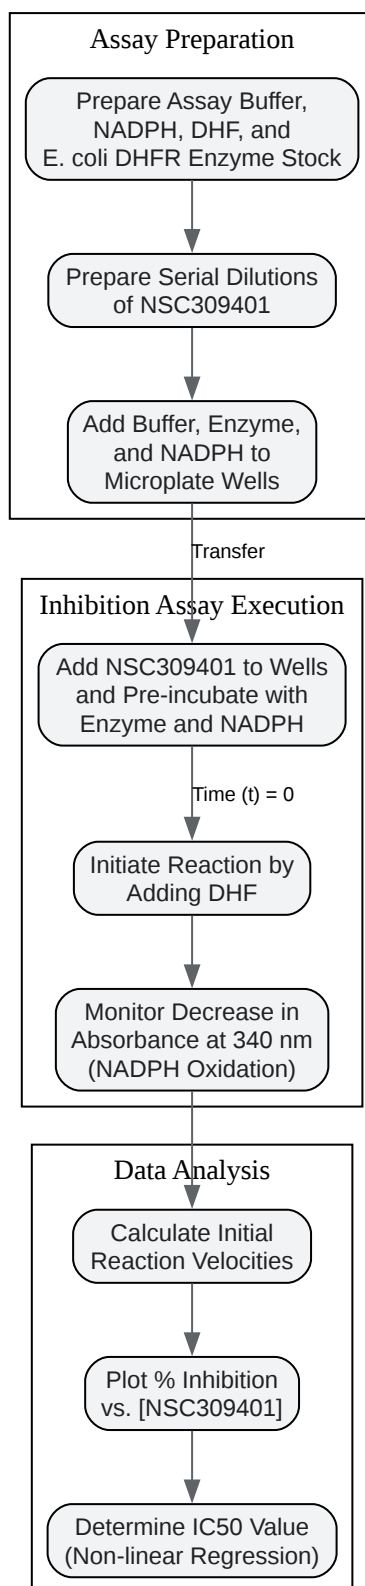 Assay Preparation
Prepare Assay Buffer,
NADPH, DHF, and
E. coli DHFR Enzyme Stock
Prepare Serial Dilutions
of NSC309401
Add Buffer, Enzyme,
and NADPH to
Microplate Wells
Transfer
Inhibition Assay Execution
Add NSC309401 to Wells
and Pre-incubate with
Enzyme and NADPH
Time (t) = 0
Initiate Reaction by
Adding DHF
Monitor Decrease in
Absorbance at 340 nm
(NADPH Oxidation)
Data Analysis
Calculate Initial
Reaction Velocities
Plot % Inhibition
vs. [NSC309401]
Determine IC50 Value
(Non-linear Regression)